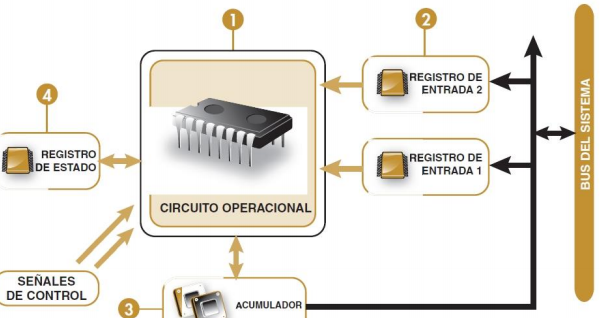 1
2
4
REGISTRO DE
ENTRADA 2
REGISTRO
DE ESTADO
REGISTRO DE
ENTRADA 1
CIRCUITO OPERACIONAL
BUS DEL SISTEMA
SEÑALES
DE CONTROL
3
ACUMULADOR